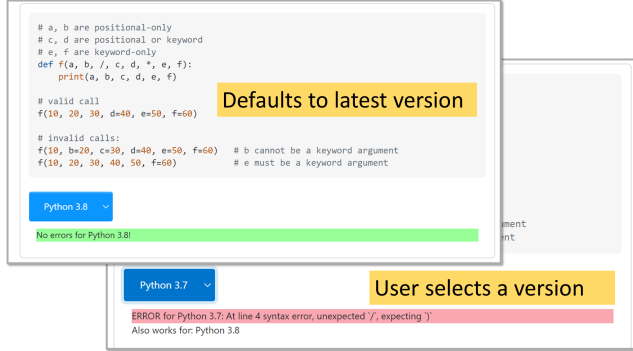 # a, b are positional-only
# c, d are positional or keyword
# e, f are keyword-only
def f(a, b, /, c, d, *, e, f):
    print(a, b, c, d, e, f)
# valid call
f(10, 20, 30, d=40, e=50, f=60)
Defaults to latest version
# invalid calls:
f(10, b=20, c=30, d=40, e=50, f=60)   # b cannot be a keyword argument
f(10, 20, 30, 40, 50, f=60)           # e must be a keyword argument
Python 3.8
No errors for Python 3.8!
ument
ent
Python 3.7
User selects a version
ERROR for Python 3.7: At line 4 syntax error, unexpected `/', expecting `)`
Also works for: Python 3.8